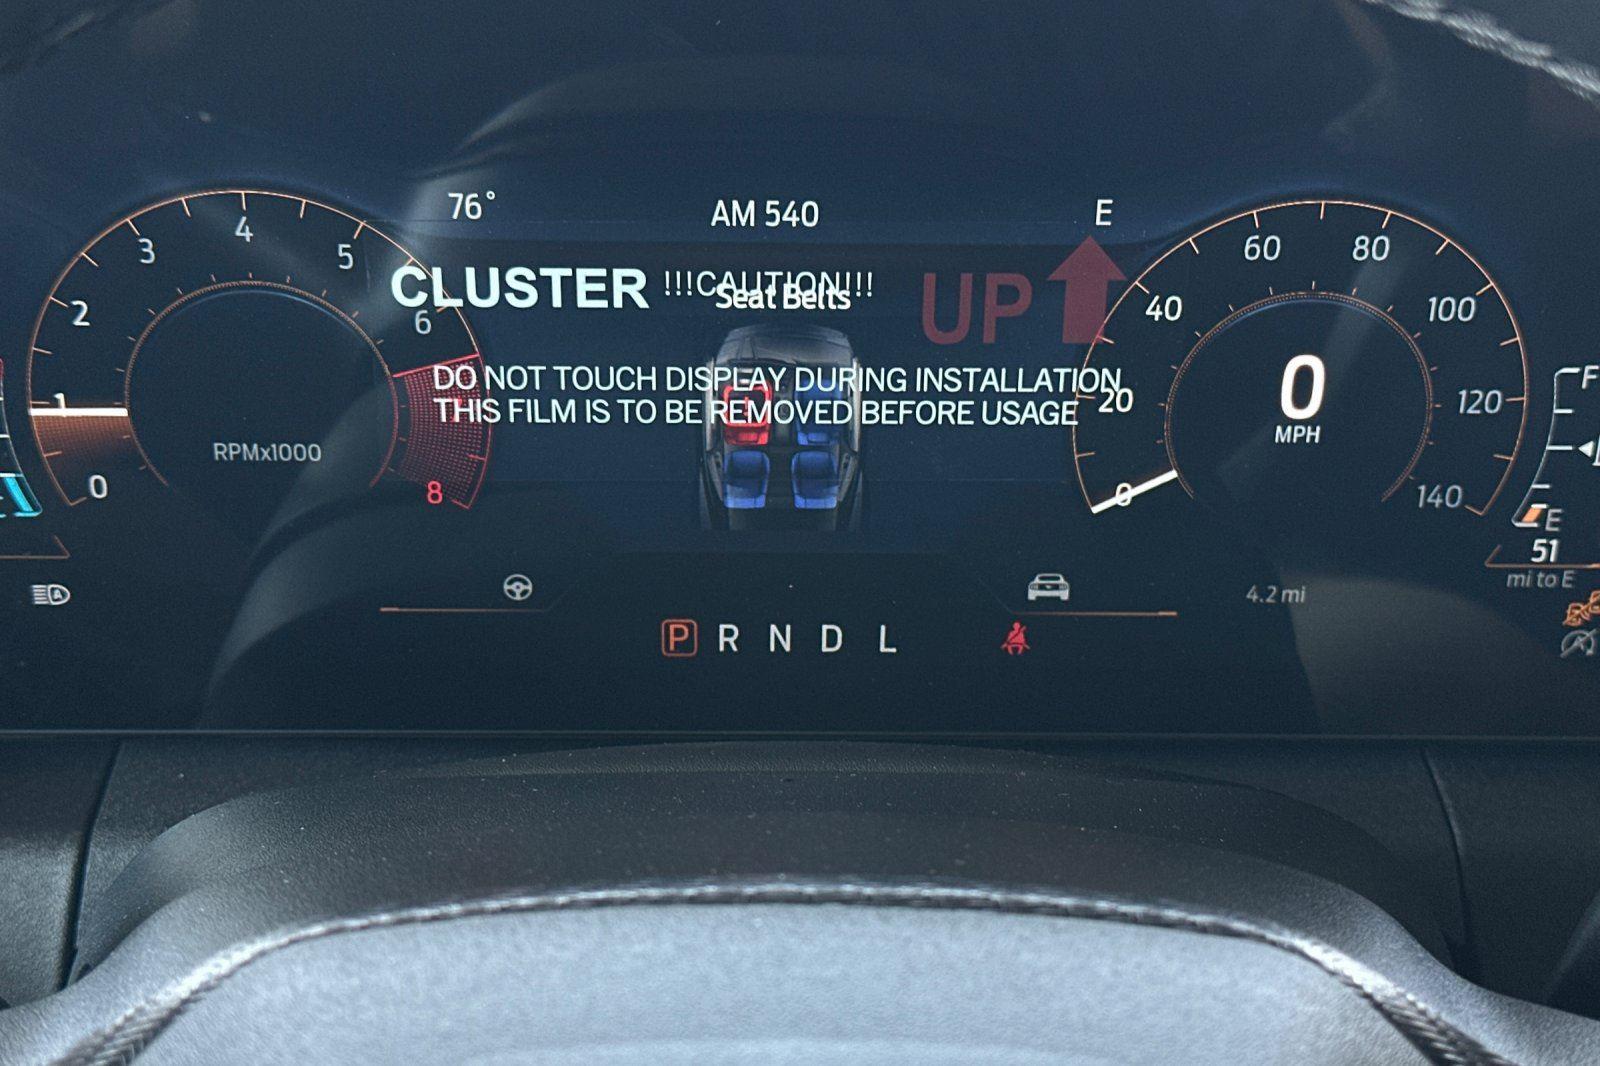 76°
AM 540
E
CLUSTER
!!!CAUTION!!!
UP
Seat Belts
DO NOT TOUCH DISPLAY DURING INSTALLATION
THIS FILM IS TO BE REMOVED BEFORE USAGE
0
1
2
3
4
5
6
8
RPMx1000
0
20
40
60
80
100
120
140
0
MPH
F
E
51
mi to E
4.2 mi
P R N D L
A